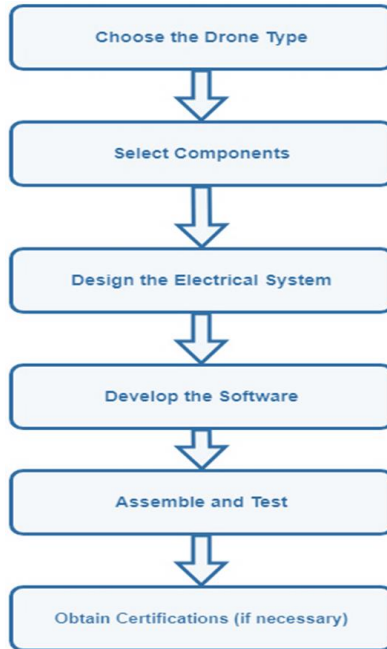 Choose the Drone Type
Select Components
Design the Electrical System
Develop the Software
Assemble and Test
Obtain Certifications (if necessary)